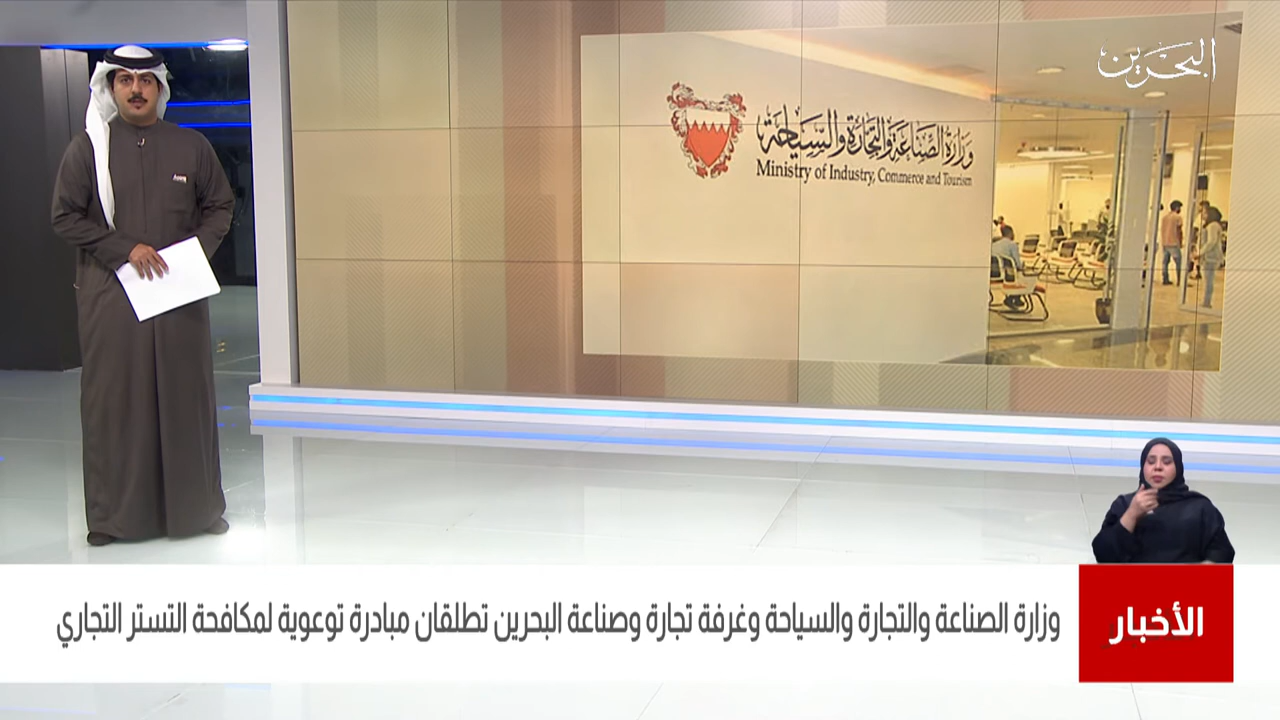 البحرين
وزارة الصناعة والتجارة والسياحة
Ministry of Industry, Commerce and Tourism
الأخبار
وزارة الصناعة والتجارة والسياحة وغرفة تجارة وصناعة البحرين تطلقان مبادرة توعوية لمكافحة التستر التجاري